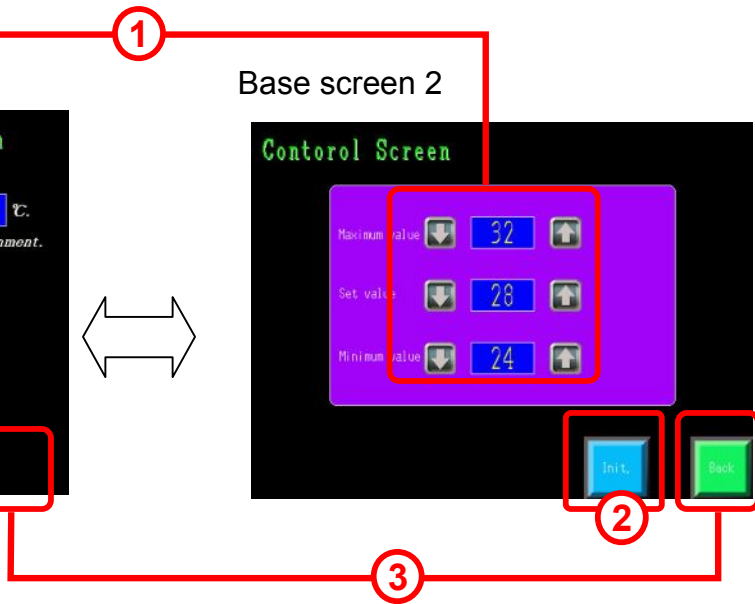 1
Base screen 2
n
Contorol Screen
℃.
nment.
Maximum value 32
Set value 28
Minimum value 24
Init.
Back
2
3